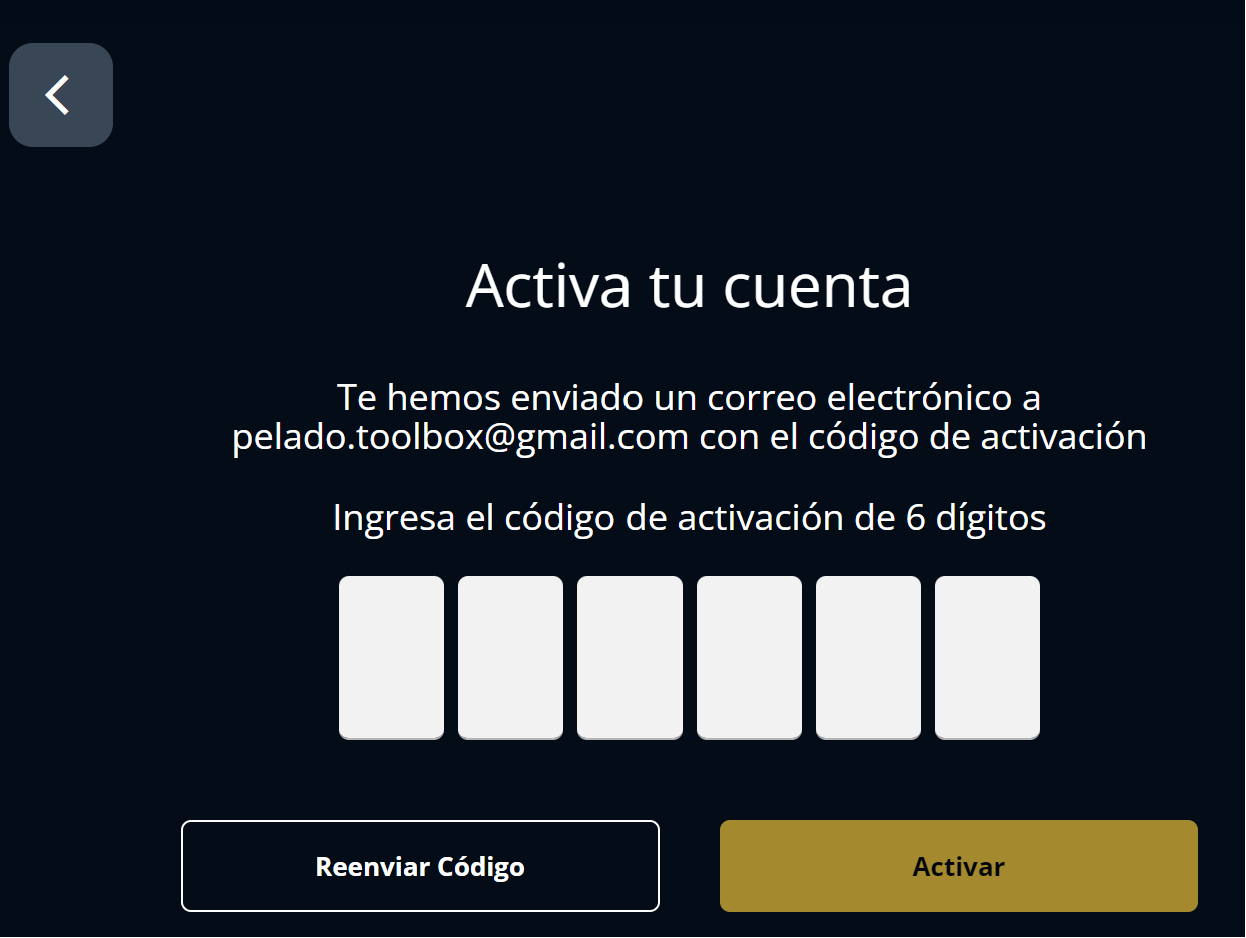 Activa tu cuenta
Te hemos enviado un correo electrónico a
pelado.toolbox@gmail.com con el código de activación
Ingresa el código de activación de 6 dígitos
Reenviar Código
Activar